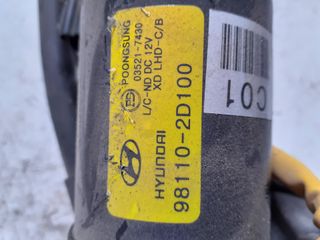 POONGSUNG
03521-7430
L/C-ND DC 12V
XD LHD-C/B
HYUNDAI
98110-2D100
C01